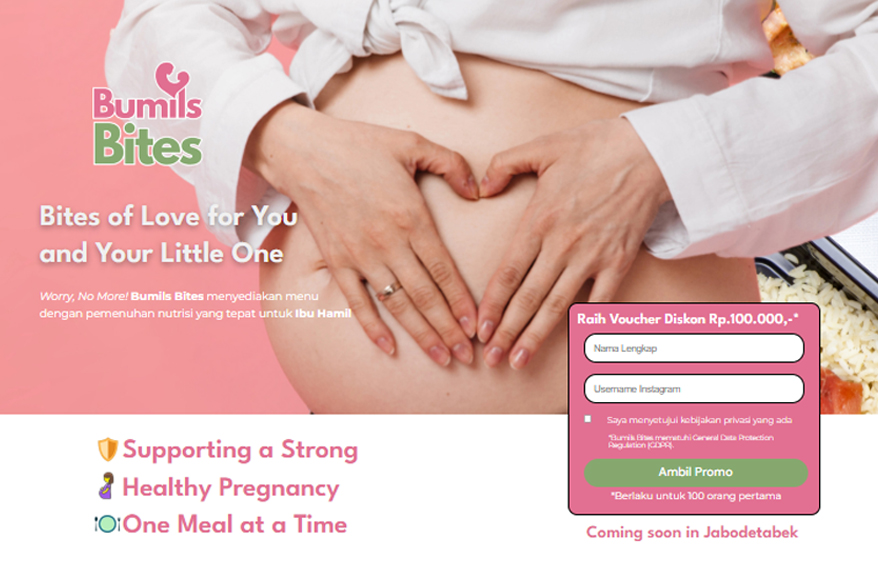 Bumils
Bites
Bites of Love for You
and Your Little One
Worry, No More! Bumils Bites menyediakan menu
dengan pemenuhan nutrisi yang tepat untuk Ibu Hamil
Raih Voucher Diskon Rp.100.000,-*
Nama Lengkap
Username Instagram
Saya menyetujui kebijakan privasi yang ada
*Bumils Bites mematuhi General Data Protection
Regulation (GDPR).
Ambil Promo
*Berlaku untuk 100 orang pertama
Coming soon in Jabodetabek
Supporting a Strong
Healthy Pregnancy
One Meal at a Time